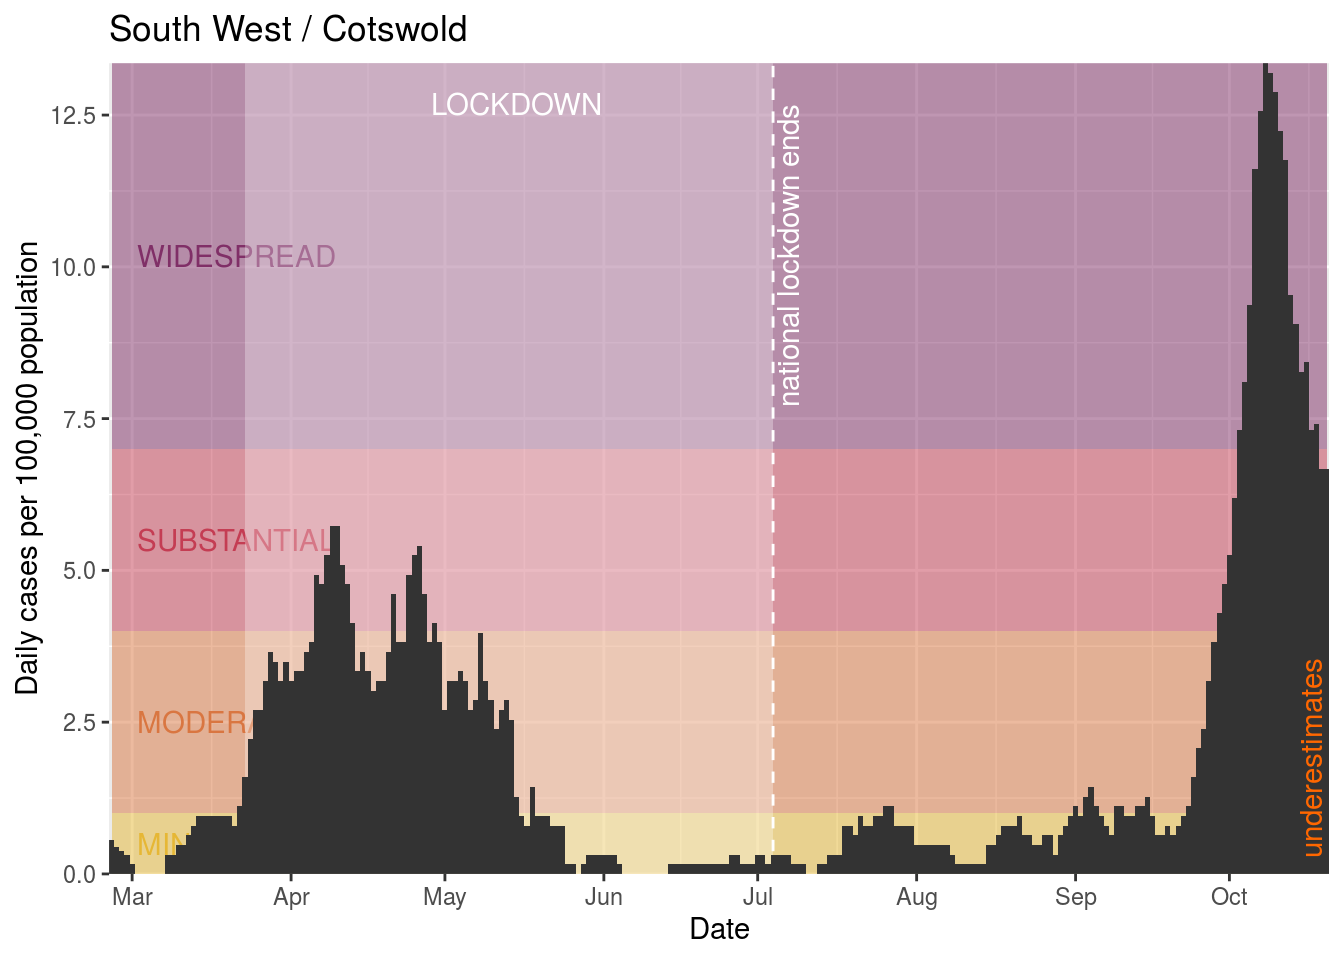 South West / Cotswold
Daily cases per 100,000 population
12.5
10.0
7.5
5.0
2.5
0.0
LOCKDOWN
WIDESPREAD
SUBSTANTIAL
MODERA
MIN
national lockdown ends
underestimates
Mar Apr May Jun Jul Aug Sep Oct
Date